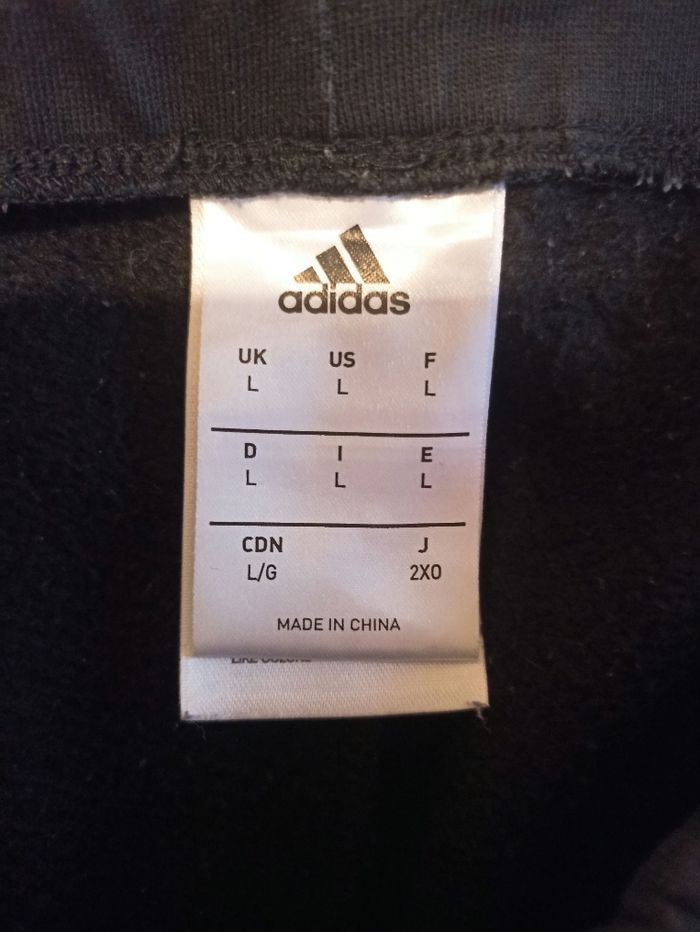 adidas
UK US F
L L L
D I E
L L L
CDN J
L/G 2XO
MADE IN CHINA